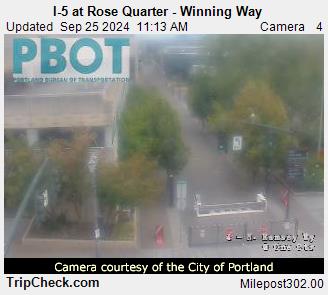 I-5 at Rose Quarter - Winning Way
Updated Sep 25 2024 11:13 AM Camera 4
PBOT
PORTLAND BUREAU OF TRANSPORTATION
Camera courtesy of the City of Portland
TripCheck.com Milepost302.00